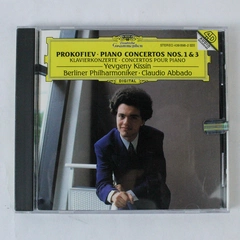 PROKOFIEV · PIANO CONCERTOS NOS. 1 & 3
KLAVIERKONZERTE · CONCERTOS POUR PIANO
Yevgeny Kissin
Berliner Philharmoniker · Claudio Abbado
DIGITAL